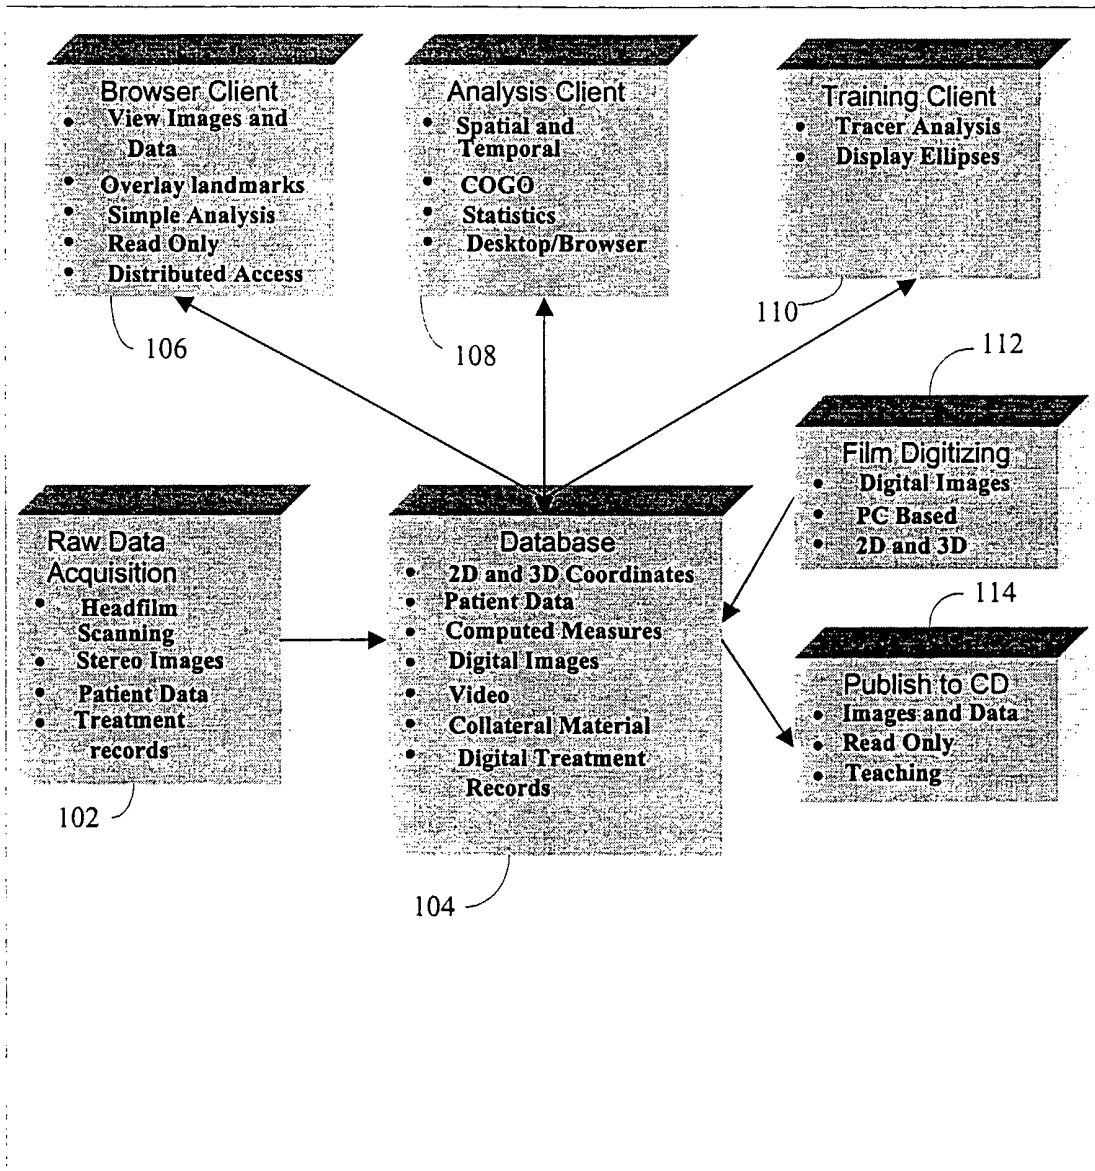 Browser Client
• View Images and
Data
• Overlay landmarks
• Simple Analysis
• Read Only
• Distributed Access
106
Analysis Client
• Spatial and
Temporal
• COGO
• Statistics
• Desktop/Browser
108
Training Client
• Tracer Analysis
• Display Ellipses
110
112
Film Digitizing
• Digital Images
• PC Based
• 2D and 3D
Raw Data
Acquisition
• Headfilm
Scanning
• Stereo Images
• Patient Data
• Treatment
records
102
Database
• 2D and 3D Coordinates
• Patient Data
• Computed Measures
• Digital Images
• Video
• Collateral Material
• Digital Treatment
Records
104
114
Publish to CD
• Images and Data
• Read Only
• Teaching